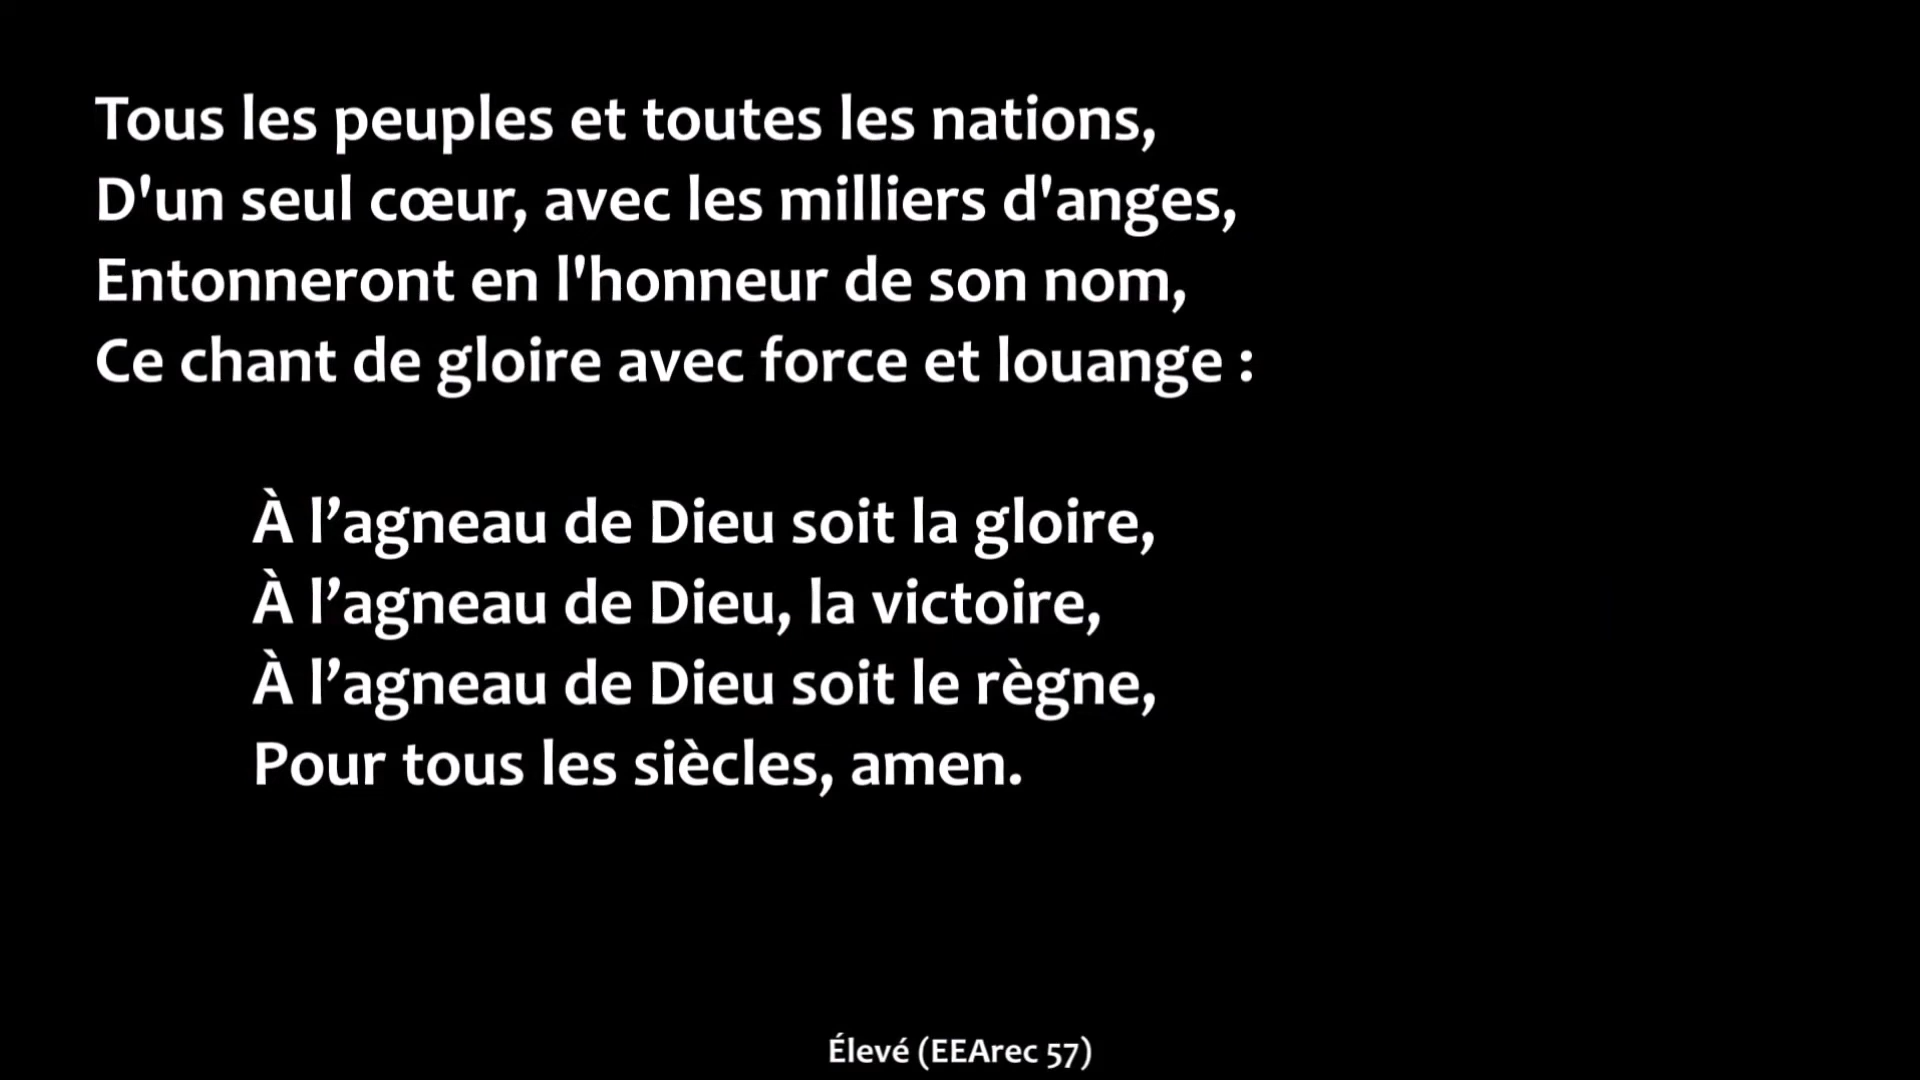 Tous les peuples et toutes les nations,
D'un seul cœur, avec les milliers d'anges,
Entonneront en l'honneur de son nom,
Ce chant de gloire avec force et louange :
À l’agneau de Dieu soit la gloire,
À l’agneau de Dieu, la victoire,
À l’agneau de Dieu soit le règne,
Pour tous les siècles, amen.
Élevé (EEArec 57)